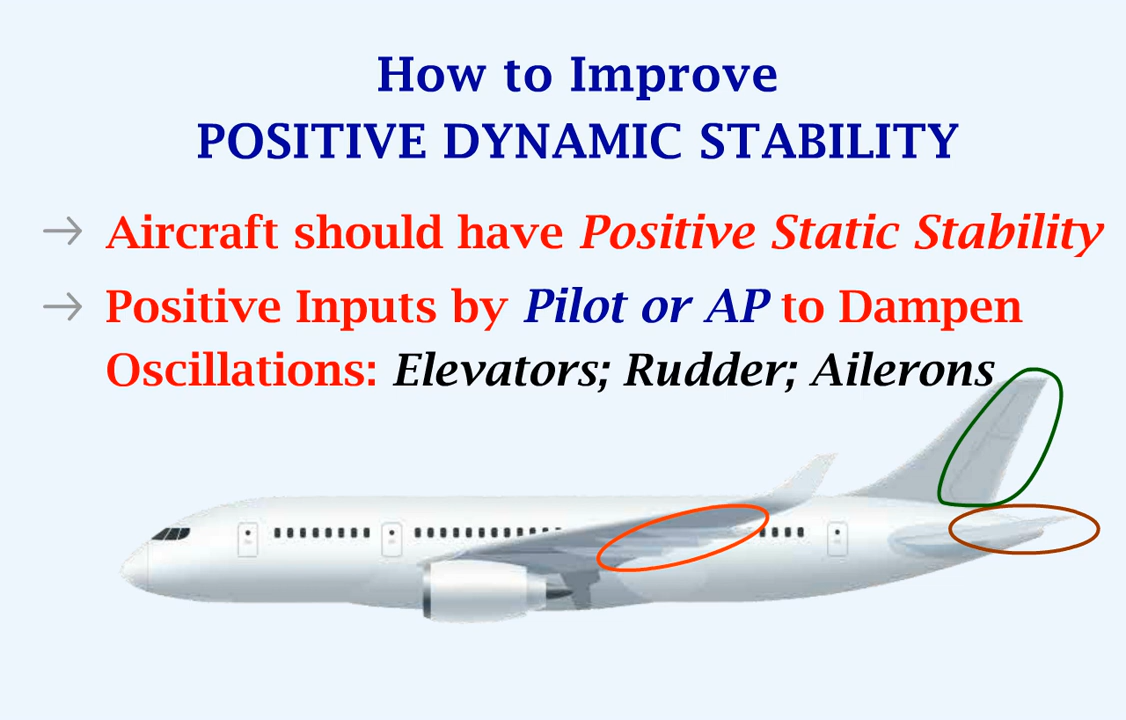 How to Improve
POSITIVE DYNAMIC STABILITY
→ Aircraft should have Positive Static Stability
→ Positive Inputs by Pilot or AP to Dampen
Oscillations: Elevators; Rudder; Ailerons